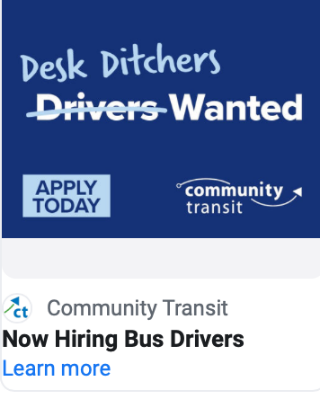 Desk Ditchers
Drivers Wanted
APPLY
TODAY
community
transit
ct Community Transit
Now Hiring Bus Drivers
Learn more